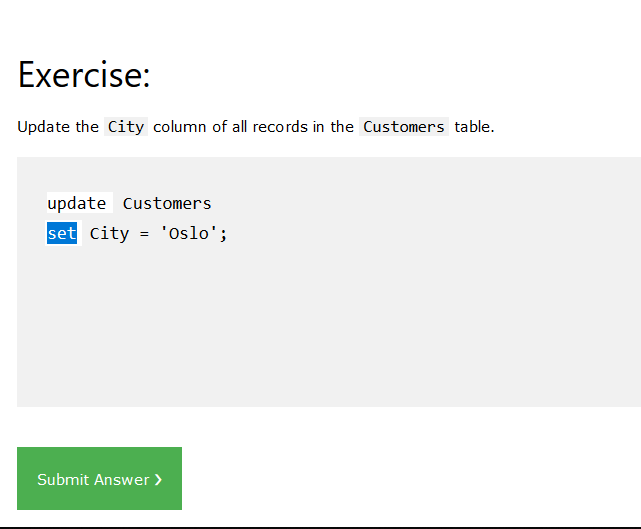 Exercise:
Update the City column of all records in the Customers table.
update Customers
set City = 'Oslo';
Submit Answer ❯